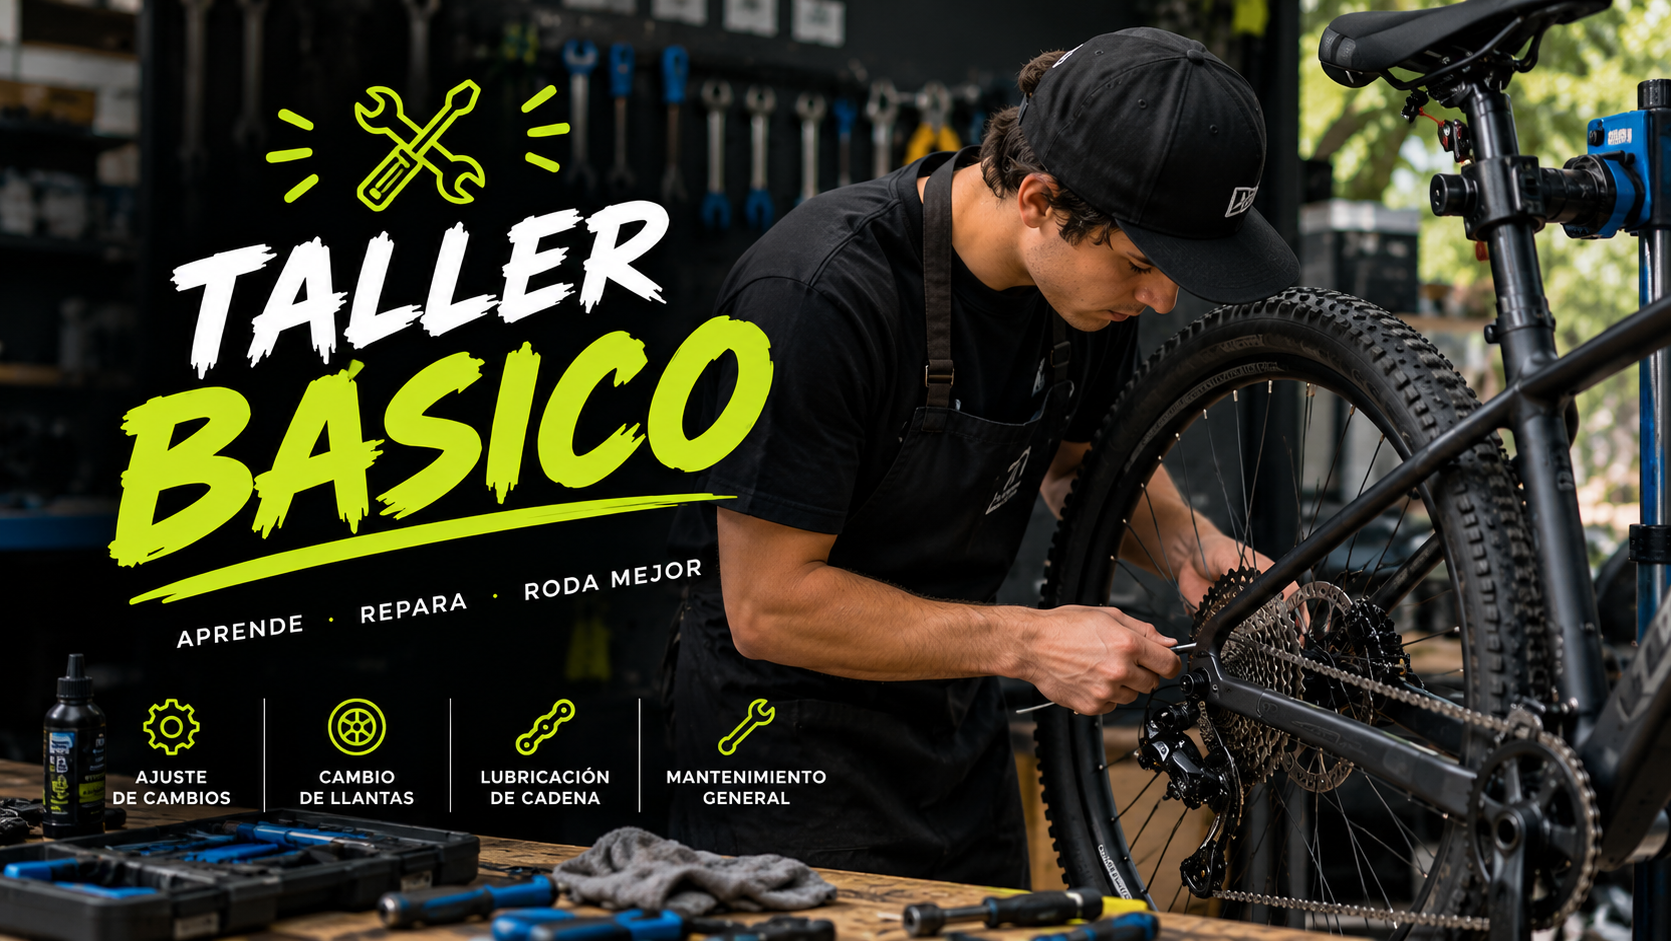 TALLER
BÁSICO
APRENDE · REPARA · RODA MEJOR
AJUSTE
DE CAMBIOS
CAMBIO
DE LLANTAS
LUBRICACIÓN
DE CADENA
MANTENIMIENTO
GENERAL